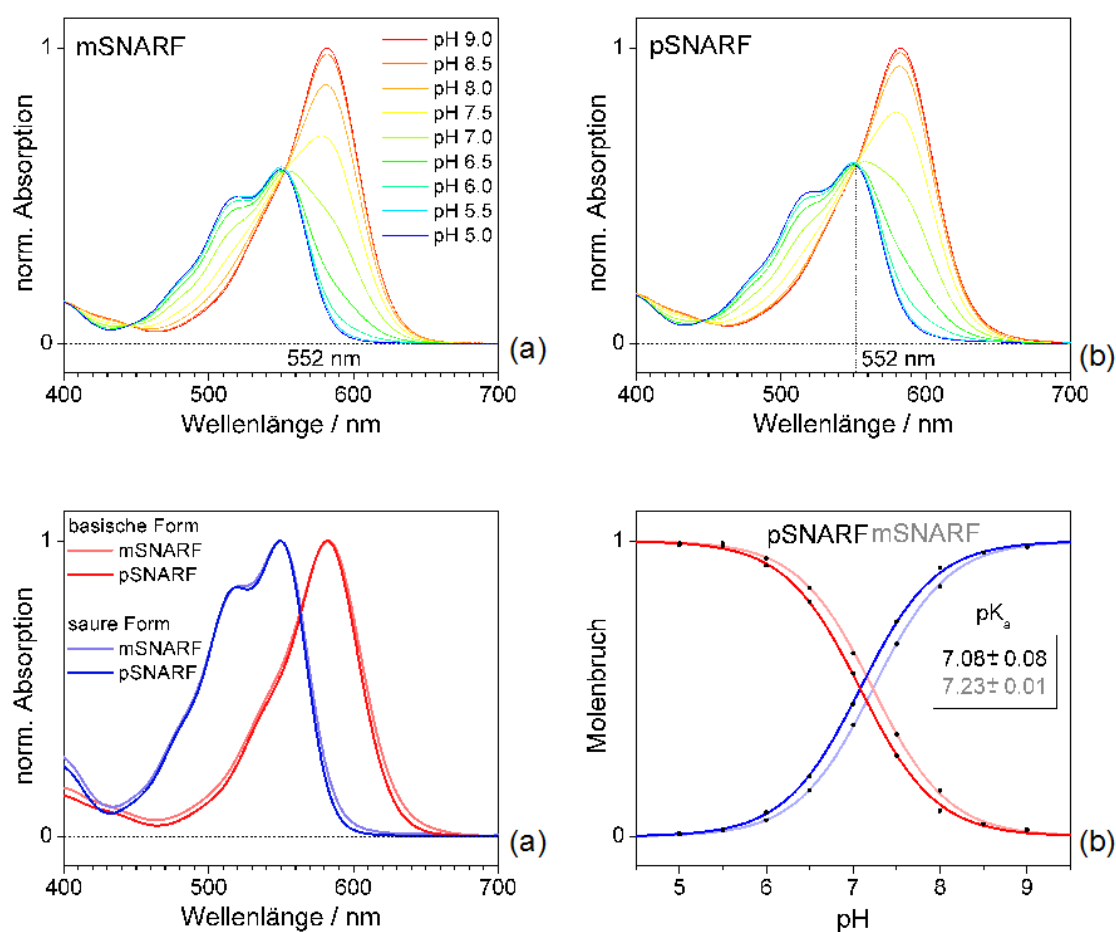 mSNARF
pH 9.0
pH 8.5
pH 8.0
pH 7.5
pH 7.0
pH 6.5
pH 6.0
pH 5.5
pH 5.0
1
0
norm. Absorption
552 nm
400 500 600 700
Wellenlänge / nm
(a)
pSNARF
1
0
norm. Absorption
552 nm
400 500 600 700
Wellenlänge / nm
(b)
basische Form
mSNARF
pSNARF
saure Form
mSNARF
pSNARF
1
0
norm. Absorption
400 500 600 700
Wellenlänge / nm
(a)
pSNARF mSNARF
pKa
7.08 ± 0.08
7.23 ± 0.01
1
0
Molenbruch
5 6 7 8 9
pH
(b)